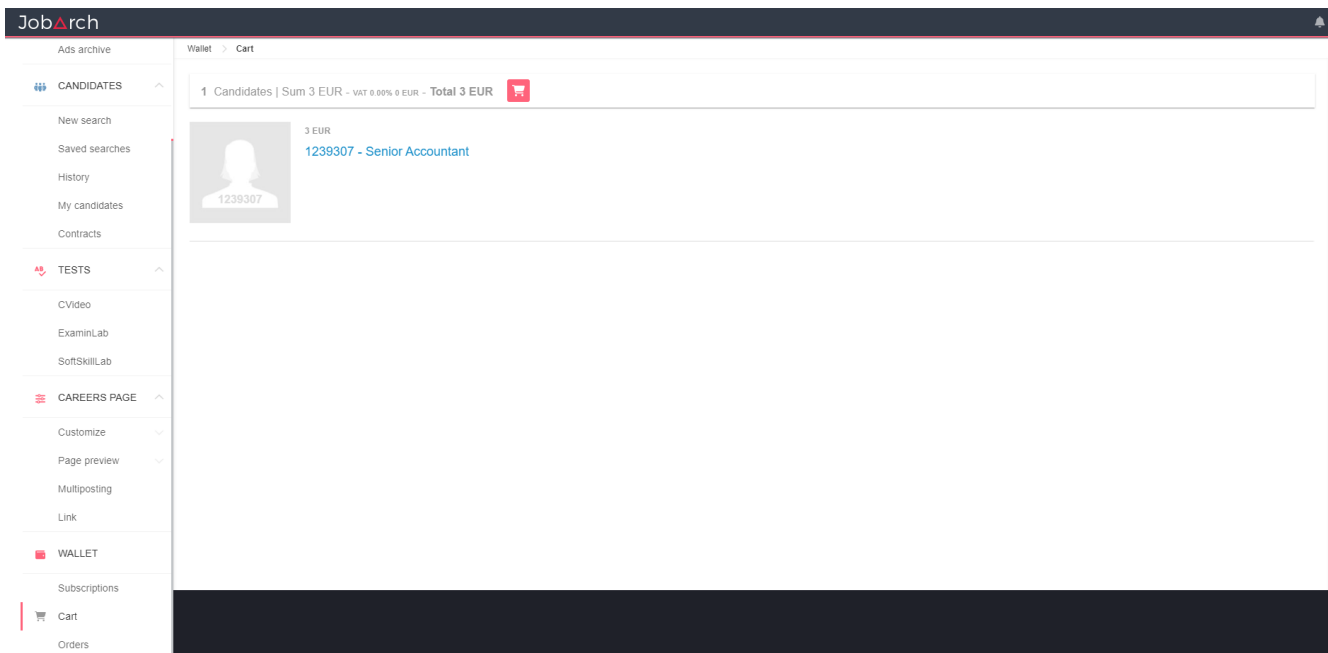 JobΔrch
Ads archive
CANDIDATES
New search
Saved searches
History
My candidates
Contracts
TESTS
CVideo
ExaminLab
SoftSkillLab
CAREERS PAGE
Customize
Page preview
Multiposting
Link
WALLET
Subscriptions
Cart
Orders
Wallet > Cart
1 Candidates | Sum 3 EUR - VAT 0.00% 0 EUR - Total 3 EUR
3 EUR
1239307 - Senior Accountant
1239307